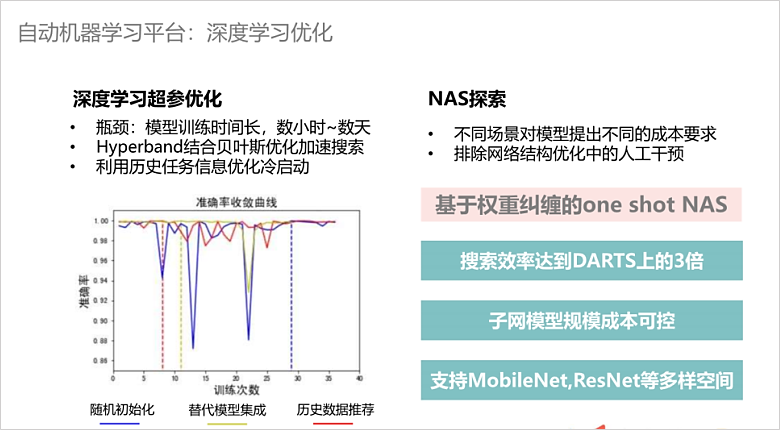 自动机器学习平台：深度学习优化
深度学习超参优化
• 瓶颈：模型训练时间长，数小时~数天
• Hyperband结合贝叶斯优化加速搜索
• 利用历史任务信息优化冷启动
准确率收敛曲线
准确率
1.00
0.98
0.96
0.94
0.92
0.90
0.88
0.86
0 5 10 15 20 25 30 35 40
训练次数
随机初始化 替代模型集成 历史数据推荐
NAS探索
• 不同场景对模型提出不同的成本要求
• 排除网络结构优化中的人工干预
基于权重纠缠的one shot NAS
搜索效率达到DARTS上的3倍
子网模型规模成本可控
支持MobileNet,ResNet等多样空间